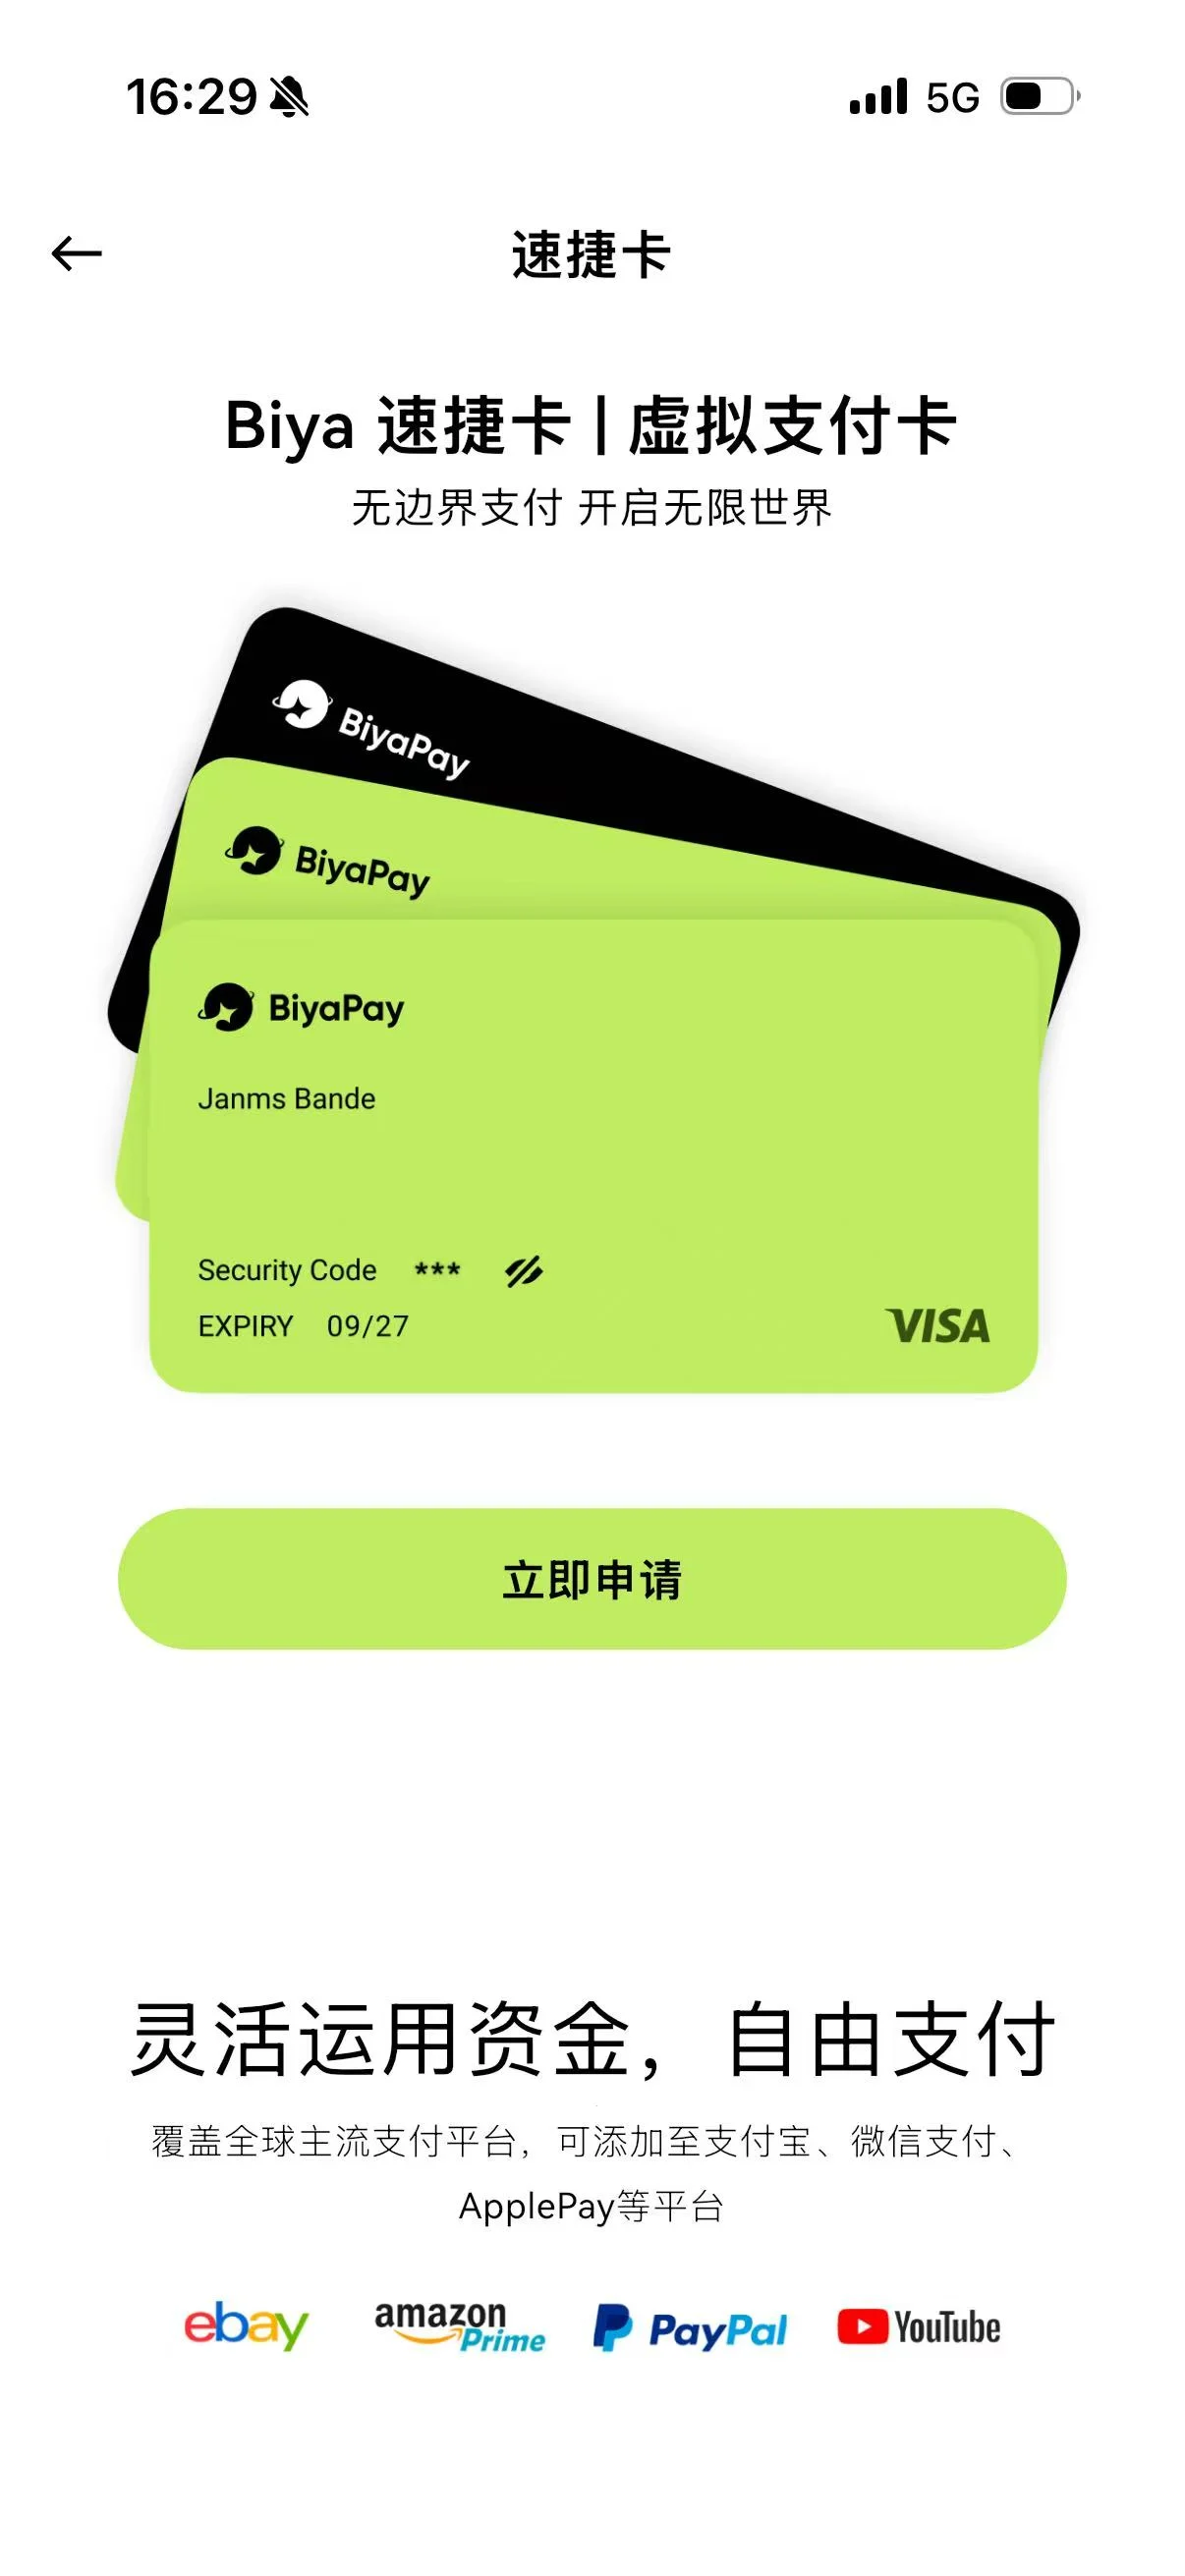 16:29
5G
速捷卡
Biya 速捷卡 | 虚拟支付卡
无边界支付 开启无限世界
BiyaPay
BiyaPay
BiyaPay
Janms Bande
Security Code ***
EXPIRY 09/27
VISA
立即申请
灵活运用资金，自由支付
覆盖全球主流支付平台，可添加至支付宝、微信支付、
ApplePay等平台
ebay amazon Prime PayPal YouTube